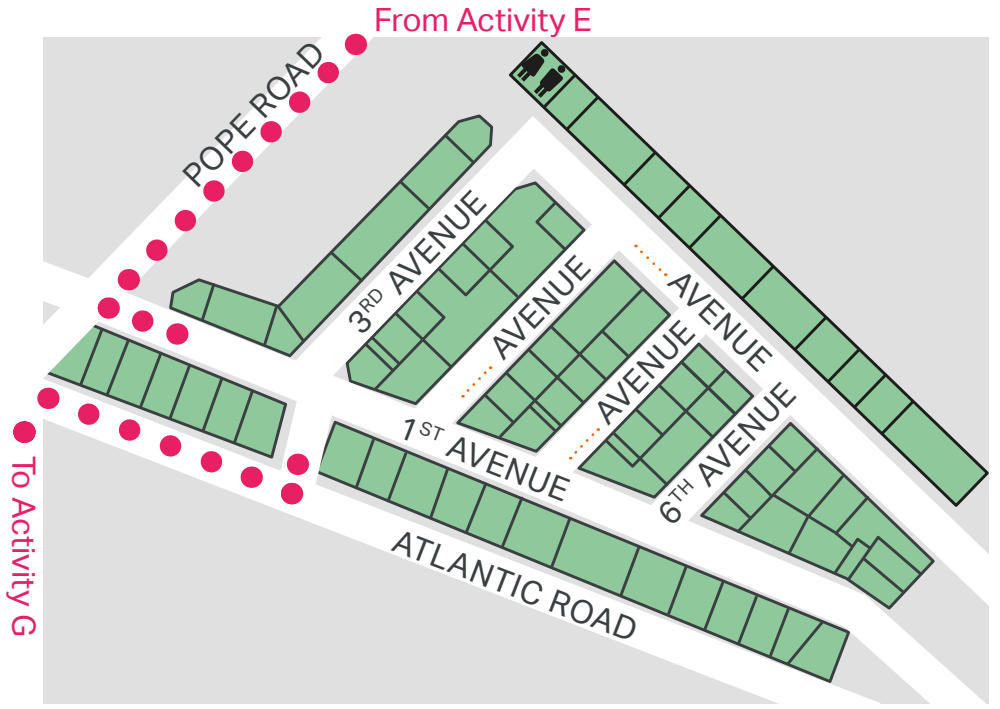 From Activity E
POPE ROAD
3RD AVENUE
...... AVENUE
...... AVENUE
...... AVENUE
6TH AVENUE
1ST AVENUE
ATLANTIC ROAD
To Activity G